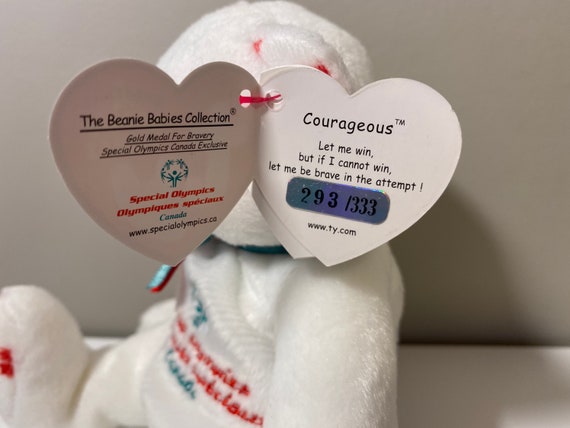 The Beanie Babies Collection®
Gold Medal For Bravery
Special Olympics Canada Exclusive
Special Olympics
Olympiques spéciaux
Canada
www.specialolympics.ca
Courageous™
Let me win,
but if I cannot win,
let me be brave in the attempt !
293/333
www.ty.com